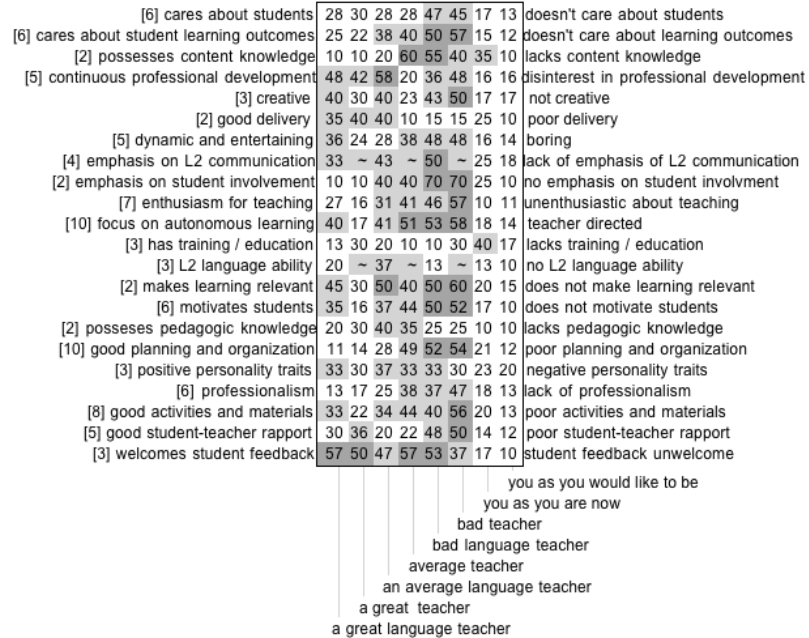 [6] cares about students 28 30 28 28 47 45 17 13 doesn't care about students
[6] cares about student learning outcomes 25 22 38 40 50 57 15 12 doesn't care about learning outcomes
[2] possesses content knowledge 10 10 20 60 55 40 35 10 lacks content knowledge
[5] continuous professional development 48 42 58 20 36 48 16 16 disinterest in professional development
[3] creative 40 30 40 23 43 50 17 17 not creative
[2] good delivery 35 40 40 10 15 15 25 10 poor delivery
[5] dynamic and entertaining 36 24 28 38 48 48 16 14 boring
[4] emphasis on L2 communication 33 ~ 43 ~ 50 ~ 25 18 lack of emphasis of L2 communication
[2] emphasis on student involvement 10 10 40 40 70 70 25 10 no emphasis on student involvment
[7] enthusiasm for teaching 27 16 31 41 46 57 10 11 unenthusiastic about teaching
[10] focus on autonomous learning 40 17 41 51 53 58 18 14 teacher directed
[3] has training / education 13 30 20 10 10 30 40 17 lacks training / education
[3] L2 language ability 20 ~ 37 ~ 13 ~ 13 10 no L2 language ability
[2] makes learning relevant 45 30 50 40 50 60 20 15 does not make learning relevant
[6] motivates students 35 16 37 44 50 52 17 10 does not motivate students
[2] posseses pedagogic knowledge 20 30 40 35 25 25 10 10 lacks pedagogic knowledge
[10] good planning and organization 11 14 28 49 52 54 21 12 poor planning and organization
[3] positive personality traits 33 30 37 33 33 30 23 20 negative personality traits
[6] professionalism 13 17 25 38 37 47 18 13 lack of professionalism
[8] good activities and materials 33 22 34 44 40 56 20 13 poor activities and materials
[5] good student-teacher rapport 30 36 20 22 48 50 14 12 poor student-teacher rapport
[3] welcomes student feedback 57 50 47 57 53 37 17 10 student feedback unwelcome
you as you would like to be
you as you are now
bad teacher
bad language teacher
average teacher
an average language teacher
a great teacher
a great language teacher